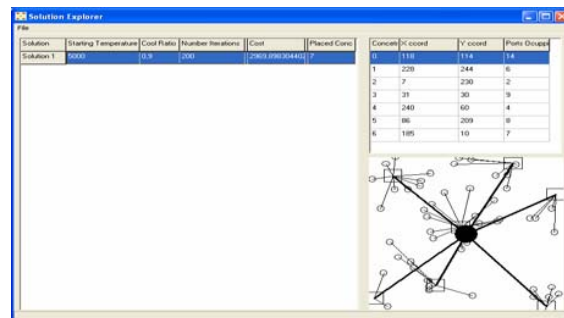 Solution Explorer
File
Solution Starting Temperature Cool Ratio Number Iterations Cost Placed Conc
Solution 1 5000 0,9 200 2969,898304402 7
X coord Y coord Ports Occupi
0 118 114 14
1 228 244 6
2 7 230 2
3 31 30 9
4 240 60 4
5 86 209 8
6 185 10 7